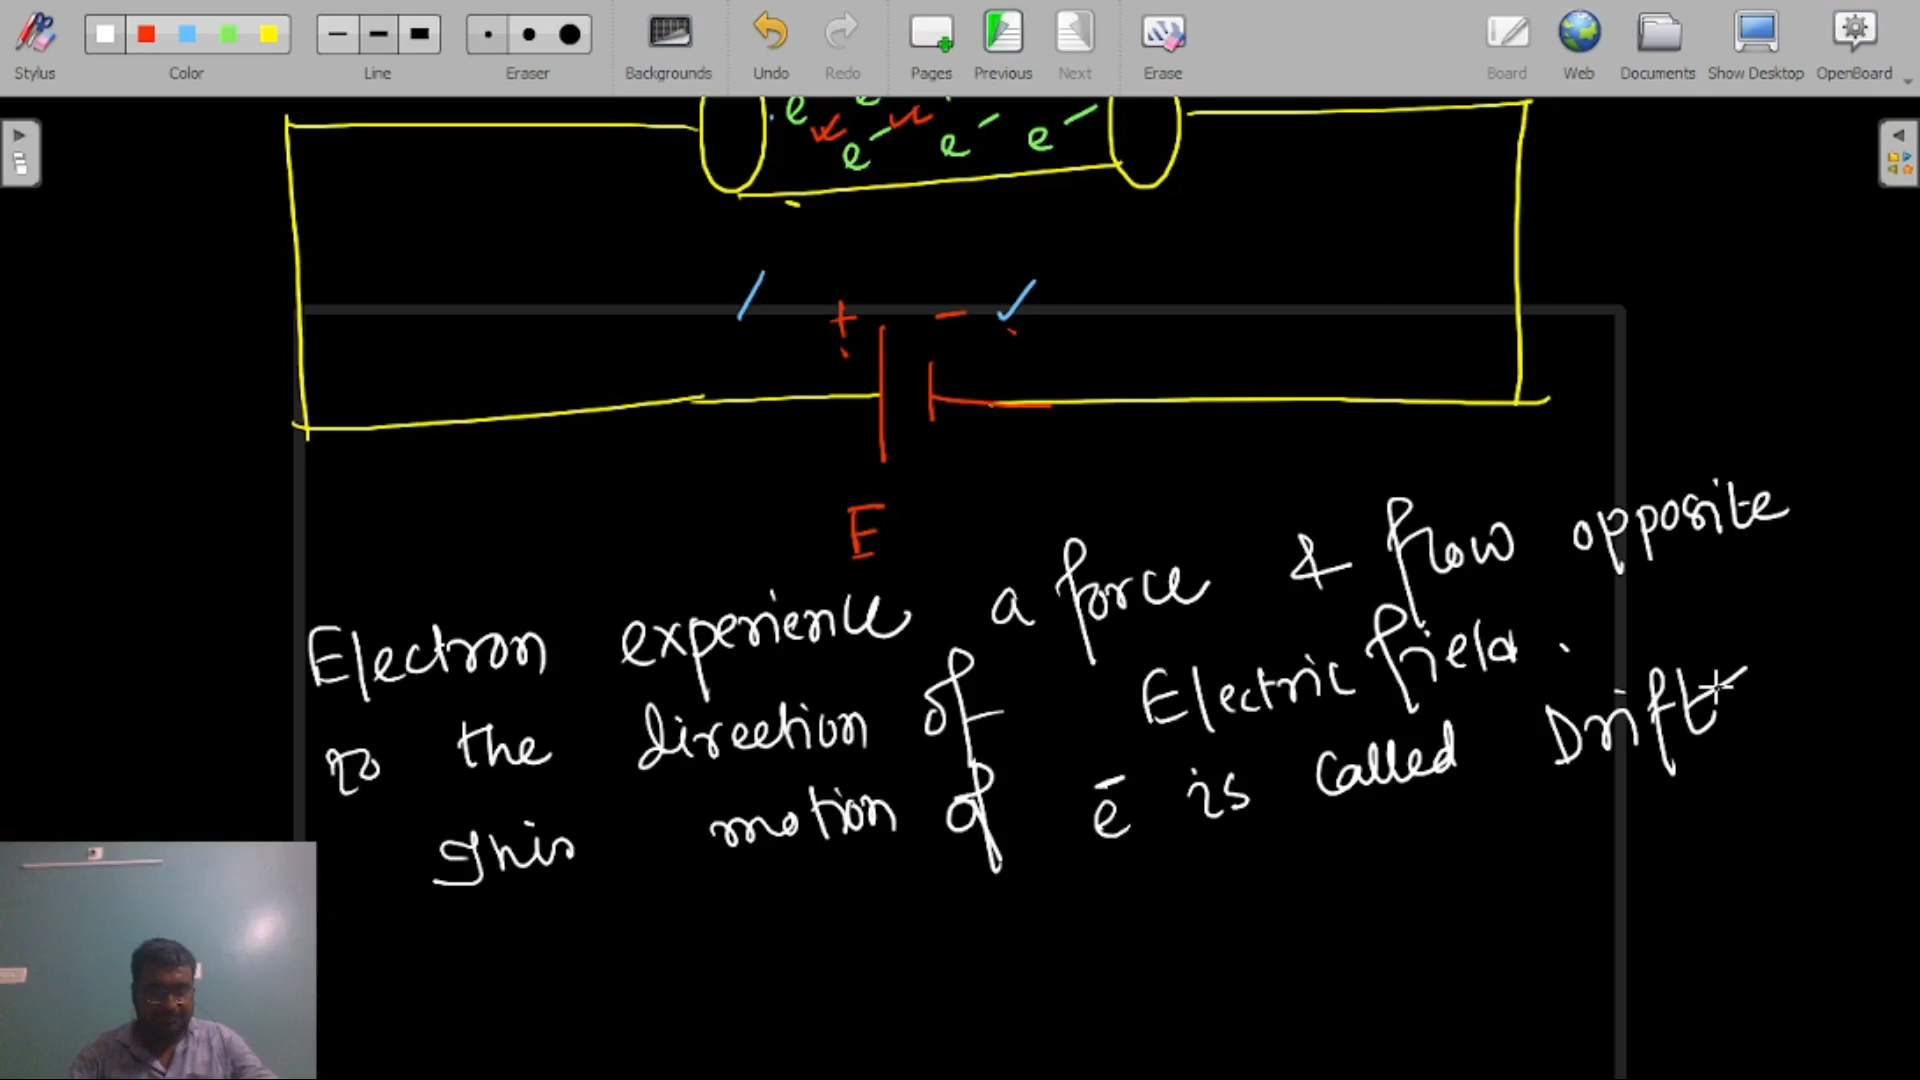 Stylus Color Line Eraser Backgrounds Undo Redo Pages Previous Next Erase Board Web Documents Show Desktop OpenBoard
e e
e- e- e-
+ -
E
Electron experience a force & flow opposite
to the direction of Electric field.
This motion of ē is called Drift